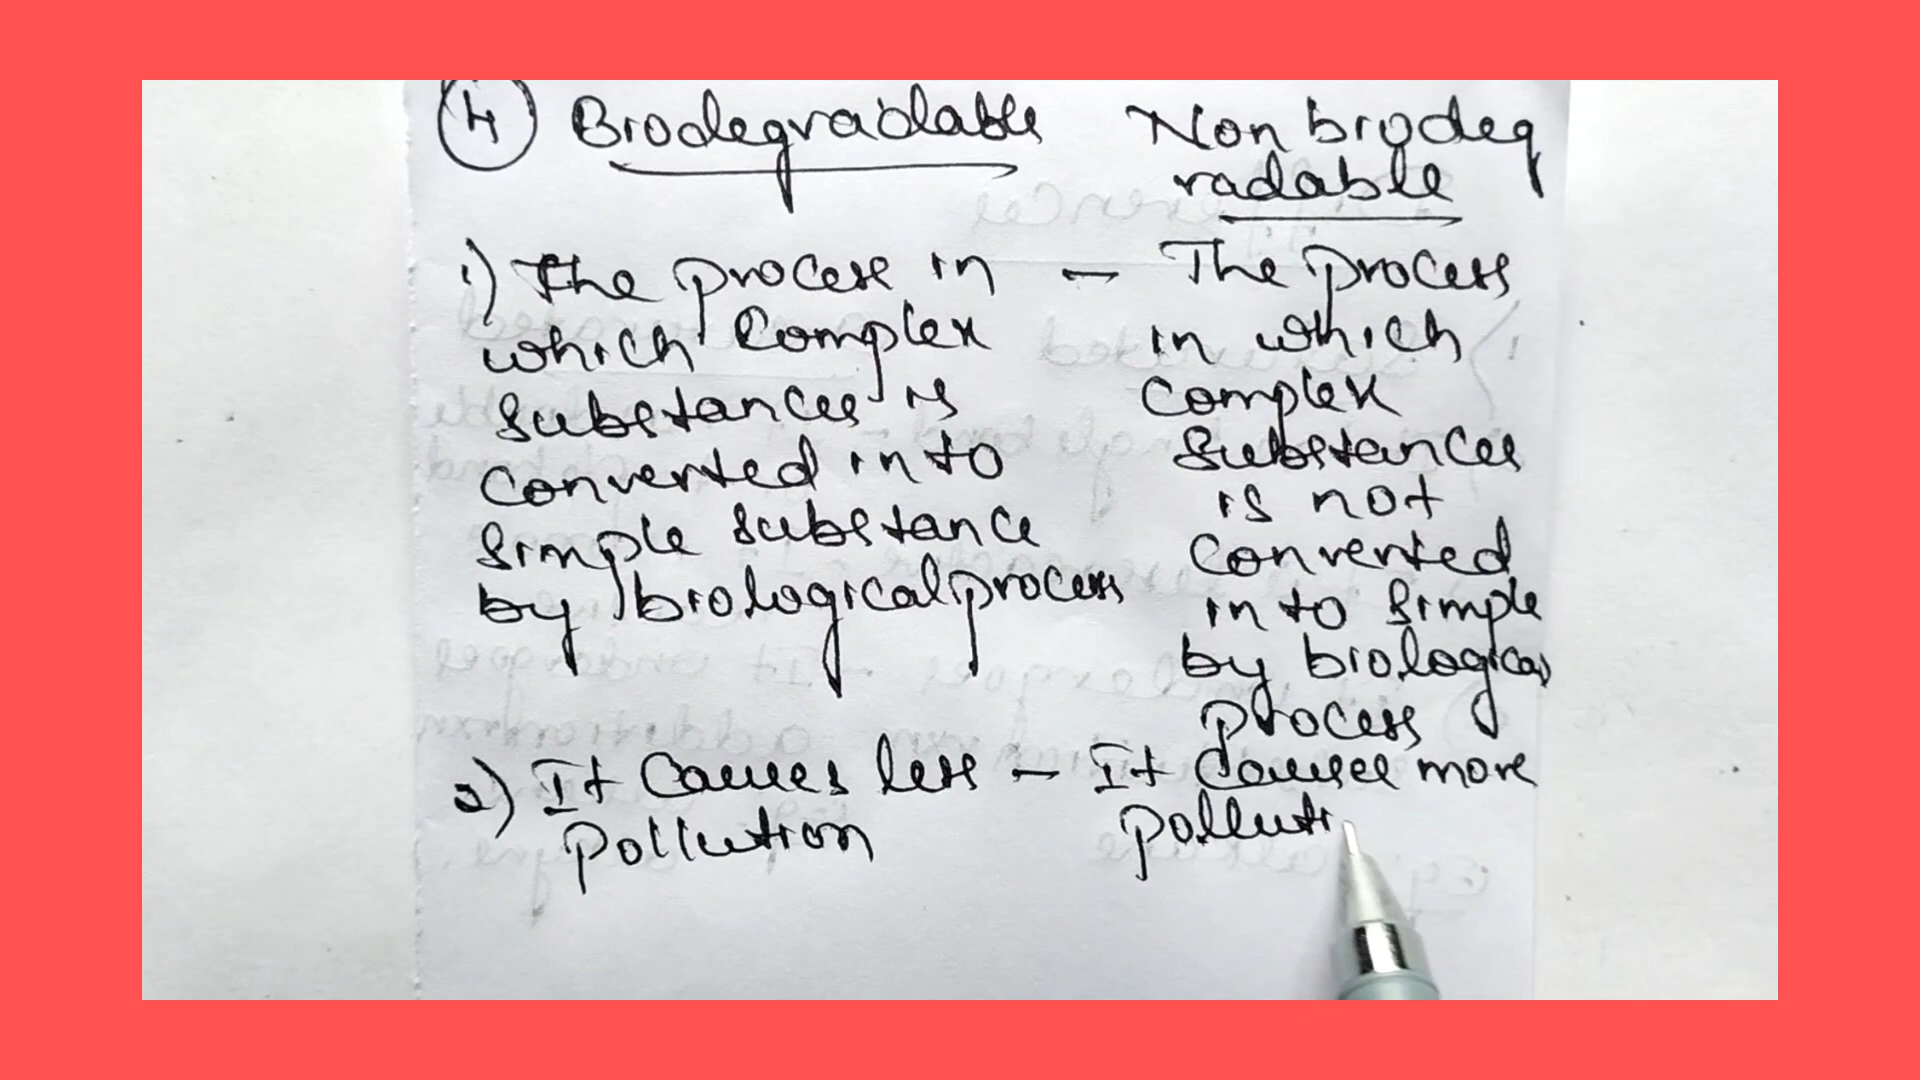 4 Biodegradable
Non biodeg
radable
1) The process in
which Complex
Substances is
converted into
simple substance
by biological process
- The process
in which
complex
substances
is not
converted
into simple
by biological
process
2) It causes less
pollution
- It causes more
polluti